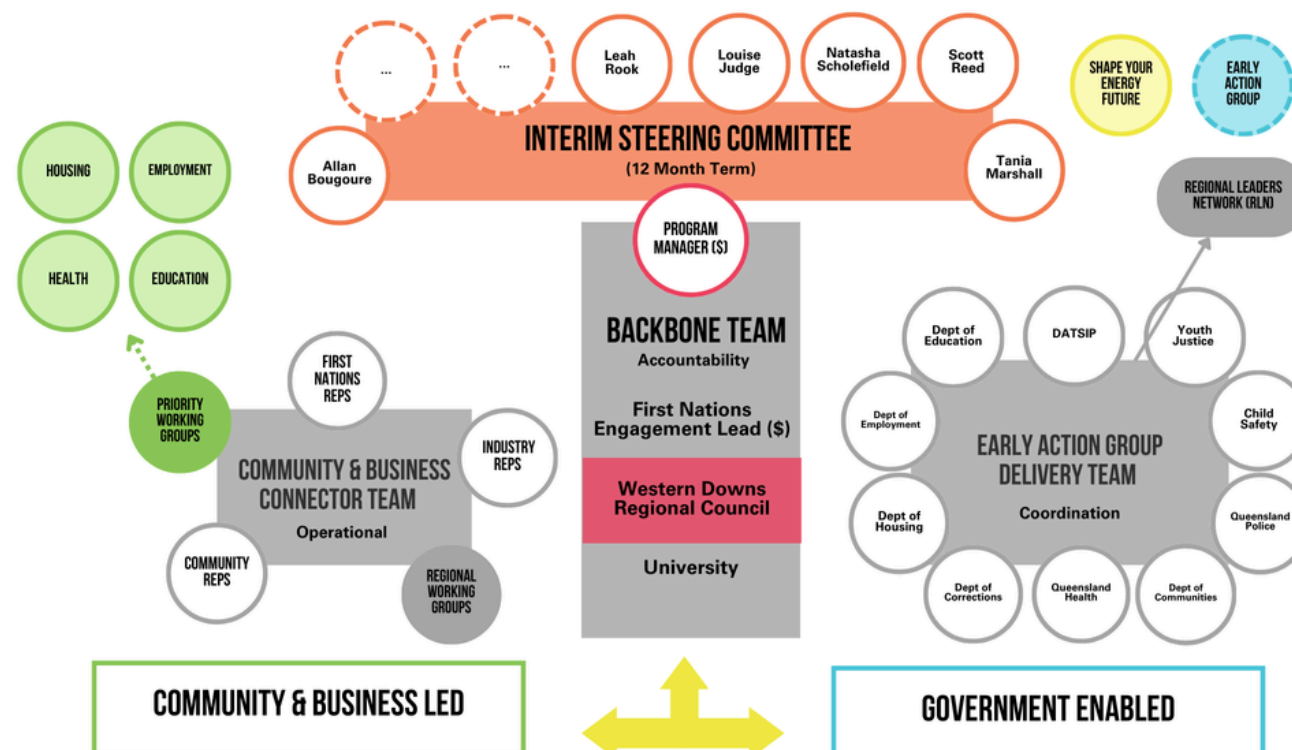 ...
...
Leah
Rook
Louise
Judge
Natasha
Scholefield
Scott
Reed
SHAPE YOUR
ENERGY
FUTURE
EARLY
ACTION
GROUP
INTERIM STEERING COMMITTEE
(12 Month Term)
Allan
Bougoure
Tania
Marshall
HOUSING
EMPLOYMENT
HEALTH
EDUCATION
REGIONAL LEADERS
NETWORK (RLN)
PROGRAM
MANAGER ($)
BACKBONE TEAM
Accountability
First Nations
Engagement Lead ($)
Western Downs
Regional Council
University
PRIORITY
WORKING
GROUPS
FIRST
NATIONS
REPS
INDUSTRY
REPS
COMMUNITY & BUSINESS
CONNECTOR TEAM
Operational
COMMUNITY
REPS
REGIONAL
WORKING
GROUPS
Dept of
Education
DATSIP
Youth
Justice
Dept of
Employment
Child
Safety
EARLY ACTION GROUP
DELIVERY TEAM
Coordination
Dept of
Housing
Queensland
Police
Dept of
Corrections
Queensland
Health
Dept of
Communities
COMMUNITY & BUSINESS LED
GOVERNMENT ENABLED